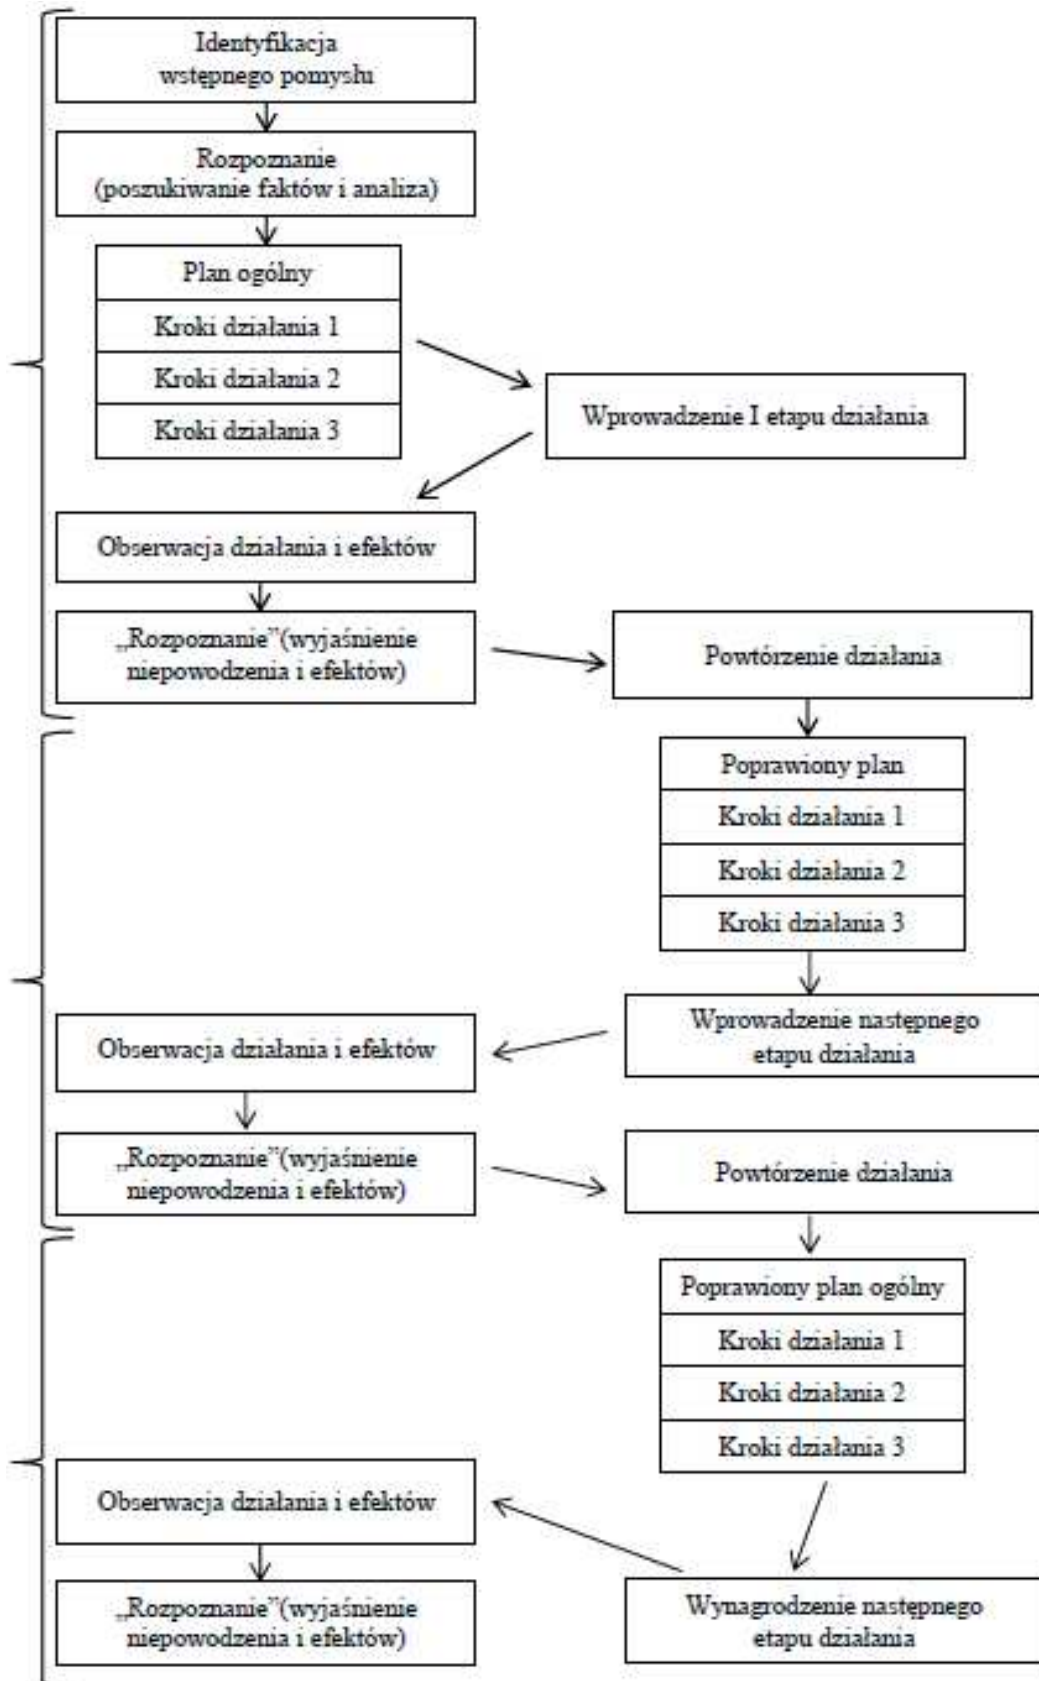 Identyfikacja
wstępnego pomysłu
Rozpoznanie
(poszukiwanie faktów i analiza)
Plan ogólny
Kroki działania 1
Kroki działania 2
Kroki działania 3
Wprowadzenie I etapu działania
Obserwacja działania i efektów
„Rozpoznanie”(wyjaśnienie
niepowodzenia i efektów)
Powtórzenie działania
Poprawiony plan
Kroki działania 1
Kroki działania 2
Kroki działania 3
Wprowadzenie następnego
etapu działania
Obserwacja działania i efektów
„Rozpoznanie”(wyjaśnienie
niepowodzenia i efektów)
Powtórzenie działania
Poprawiony plan ogólny
Kroki działania 1
Kroki działania 2
Kroki działania 3
Wynagrodzenie następnego
etapu działania
Obserwacja działania i efektów
„Rozpoznanie”(wyjaśnienie
niepowodzenia i efektów)